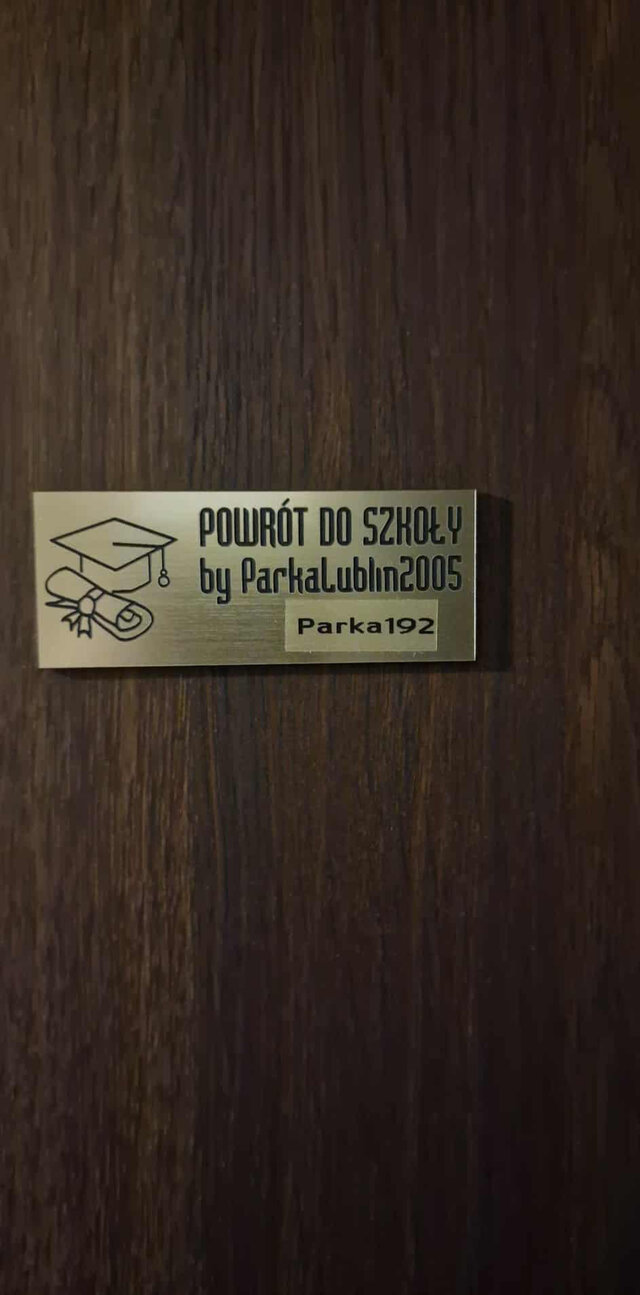 POWRÓT DO SZKOŁY
by ParkaLublin2005
Parka192